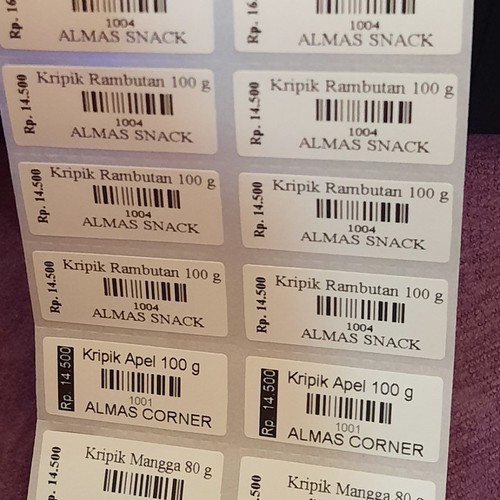 Rp. 16.
1004
ALMAS SNACK
Rp. 16.
1004
ALMAS SNACK
Rp. 14.500
Kripik Rambutan 100 g
1004
ALMAS SNACK
Rp. 14.500
Kripik Rambutan 100 g
1004
ALMAS SNACK
Rp. 14.500
Kripik Rambutan 100 g
1004
ALMAS SNACK
Rp. 14.500
Kripik Rambutan 100 g
1004
ALMAS SNACK
Rp. 14.500
Kripik Rambutan 100 g
1004
ALMAS SNACK
Rp. 14.500
Kripik Rambutan 100 g
1004
ALMAS SNACK
Rp. 14.500
Kripik Apel 100 g
1001
ALMAS CORNER
Rp. 14.500
Kripik Apel 100 g
1001
ALMAS CORNER
14.500
Kripik Mangga 80 g
500
Kripik Mangga 80 g